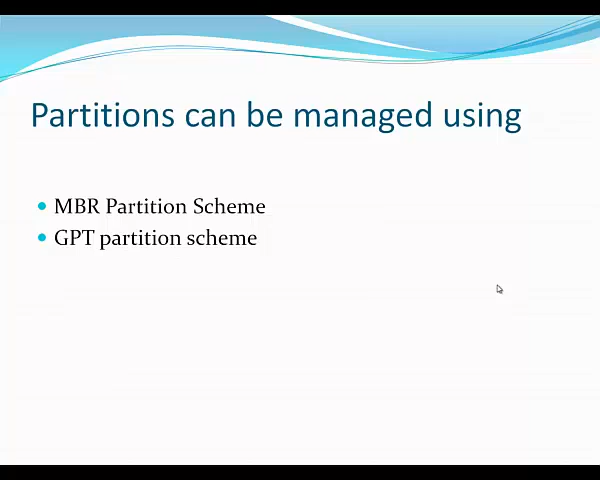 Partitions can be managed using
MBR Partition Scheme
GPT partition scheme